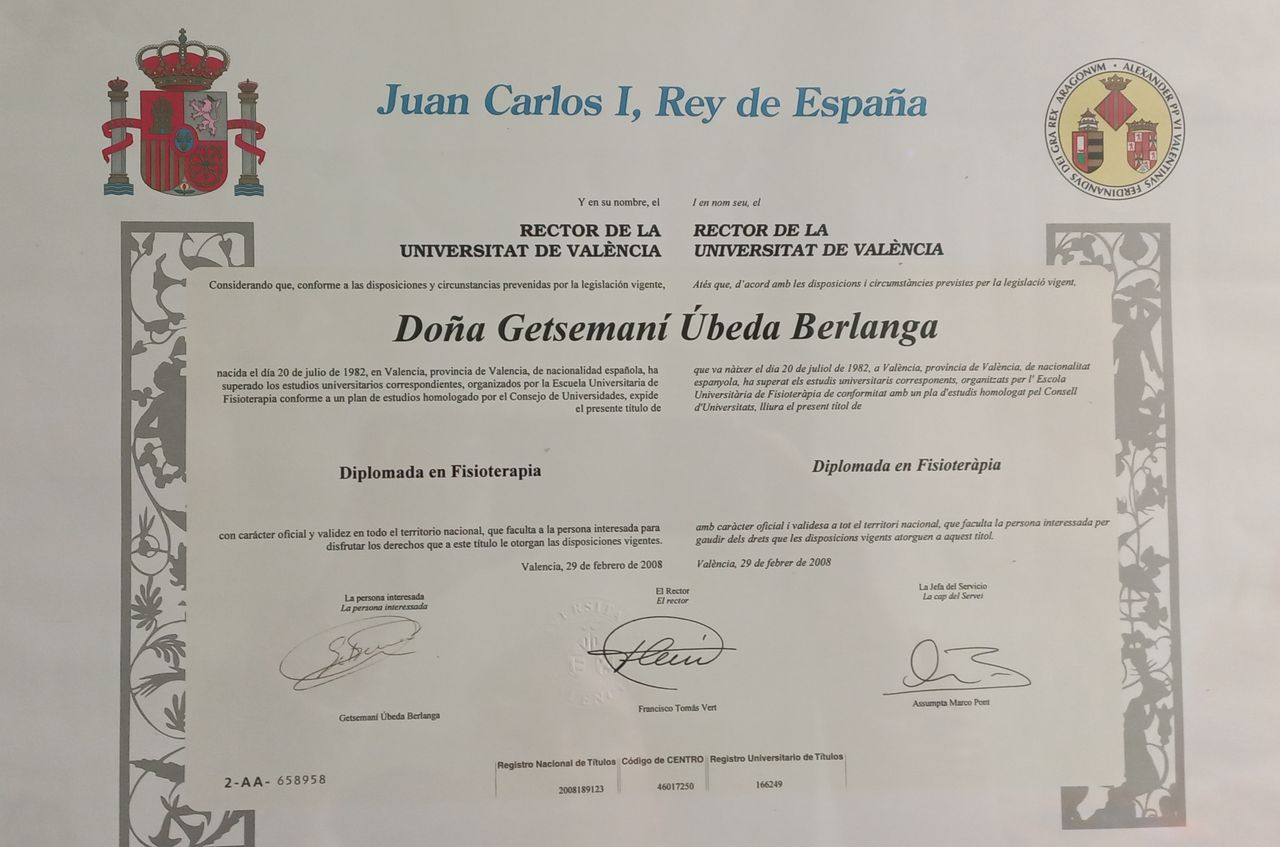 Juan Carlos I, Rey de España
FERDINANDVS DEI GRA REX ARAGONVM • ALEXANDER PP VI VALENTINVS
Y en su nombre, el
RECTOR DE LA
UNIVERSITAT DE VALÈNCIA
I en nom seu, el
RECTOR DE LA
UNIVERSITAT DE VALÈNCIA
Considerando que, conforme a las disposiciones y circunstancias prevenidas por la legislación vigente,
Atés que, d'acord amb les disposicions i circumstàncies previstes per la legislació vigent,
Doña Getsemaní Úbeda Berlanga
nacida el día 20 de julio de 1982, en Valencia, provincia de Valencia, de nacionalidad española, ha
superado los estudios universitarios correspondientes, organizados por la Escuela Universitaria de
Fisioterapia conforme a un plan de estudios homologado por el Consejo de Universidades, expide
el presente título de
que va nàixer el dia 20 de juliol de 1982, a València, província de València, de nacionalitat
espanyola, ha superat els estudis universitaris corresponents, organitzats per l' Escola
Universitària de Fisioteràpia de conformitat amb un pla d'estudis homologat pel Consell
d'Universitats, lliura el present títol de
Diplomada en Fisioterapia
Diplomada en Fisioteràpia
con carácter oficial y validez en todo el territorio nacional, que faculta a la persona interesada para
disfrutar los derechos que a este título le otorgan las disposiciones vigentes.
Valencia, 29 de febrero de 2008
amb caràcter oficial i validesa a tot el territori nacional, que faculta la persona interessada per
gaudir dels drets que les disposicions vigents atorguen a aquest títol.
València, 29 de febrer de 2008
La persona interesada
La persona interessada
El Rector
El rector
La Jefa del Servicio
La cap del Servei
Getsemaní Úbeda Berlanga
Francisco Tomás Vert
Assumpta Marco Pont
2-AA- 658958
Registro Nacional de Títulos
2008189123
Código de CENTRO
46017250
Registro Universitario de Títulos
166249